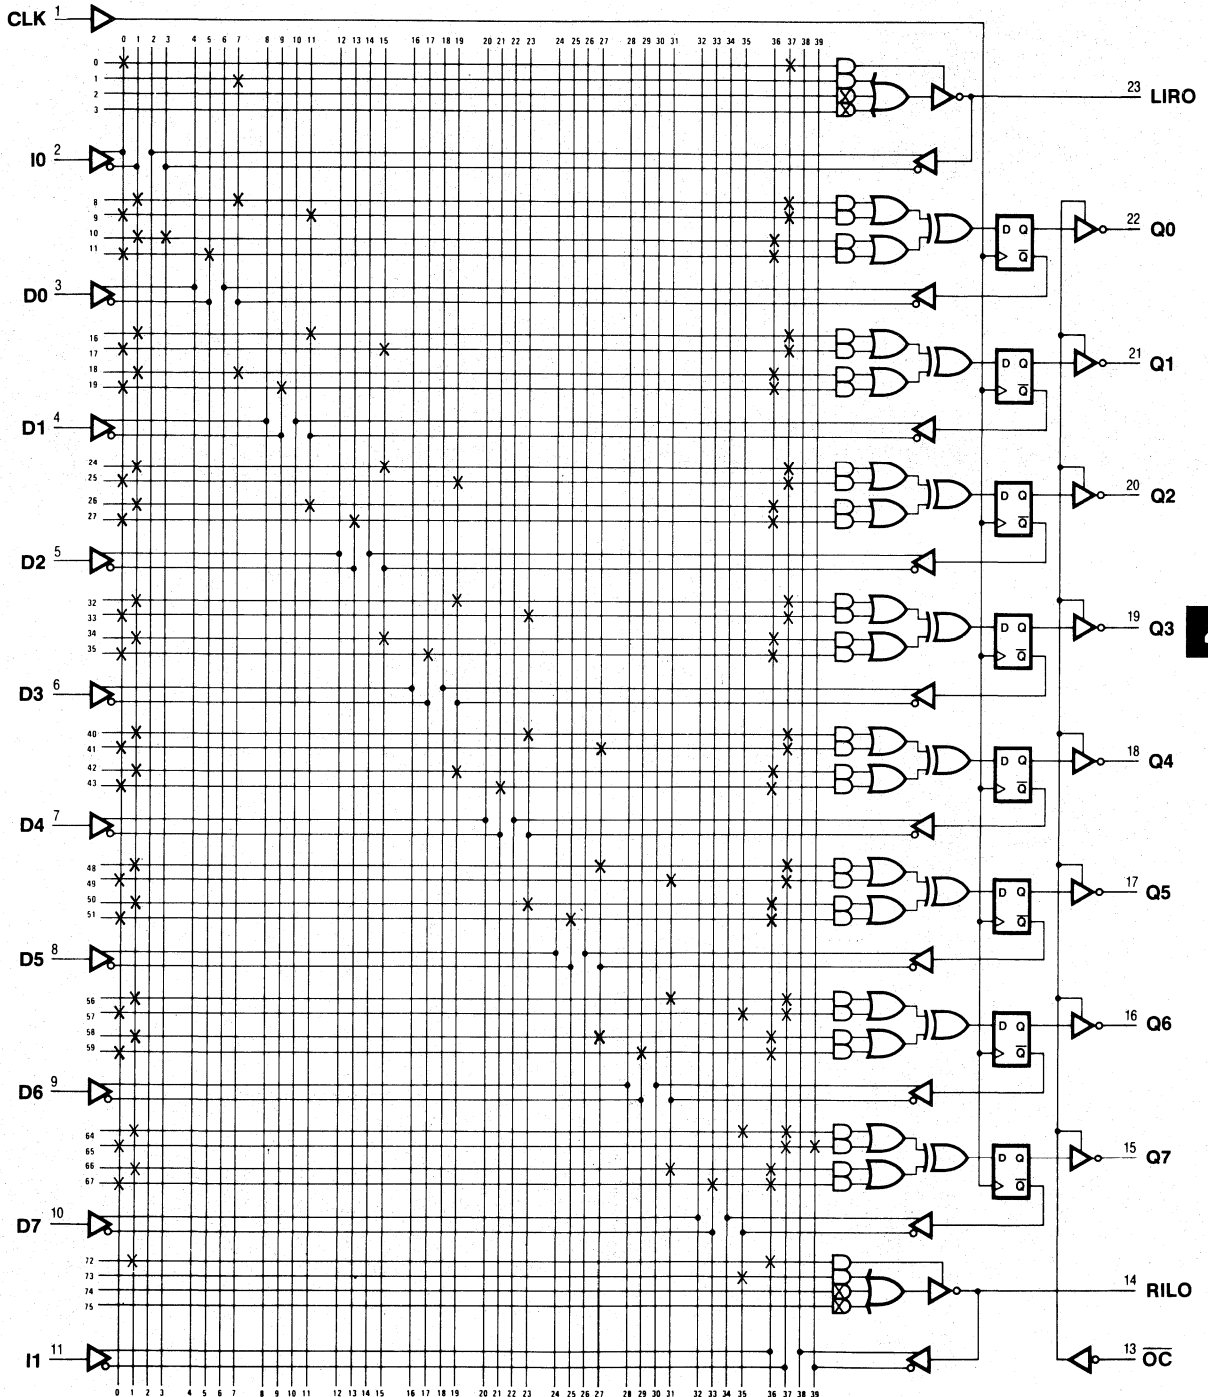 CLK 1
0 1 2 3 4 5 6 7 8 9 10 11 12 13 14 15 16 17 18 19 20 21 22 23 24 25 26 27 28 29 30 31 32 33 34 35 36 37 38 39
0
1
2
3
23 LIRO
I0 2
8
9
10
11
D Q
Q̅
22 Q0
D0 3
16
17
18
19
D Q
Q̅
21 Q1
D1 4
24
25
26
27
D Q
Q̅
20 Q2
D2 5
32
33
34
35
D Q
Q̅
19 Q3
D3 6
40
41
42
43
D Q
Q̅
18 Q4
D4 7
48
49
50
51
D Q
Q̅
17 Q5
D5 8
56
57
58
59
D Q
Q̅
16 Q6
D6 9
64
65
66
67
D Q
Q̅
15 Q7
D7 10
72
73
74
75
14 RILO
I1 11
13 O̅C̅
0 1 2 3 4 5 6 7 8 9 10 11 12 13 14 15 16 17 18 19 20 21 22 23 24 25 26 27 28 29 30 31 32 33 34 35 36 37 38 39